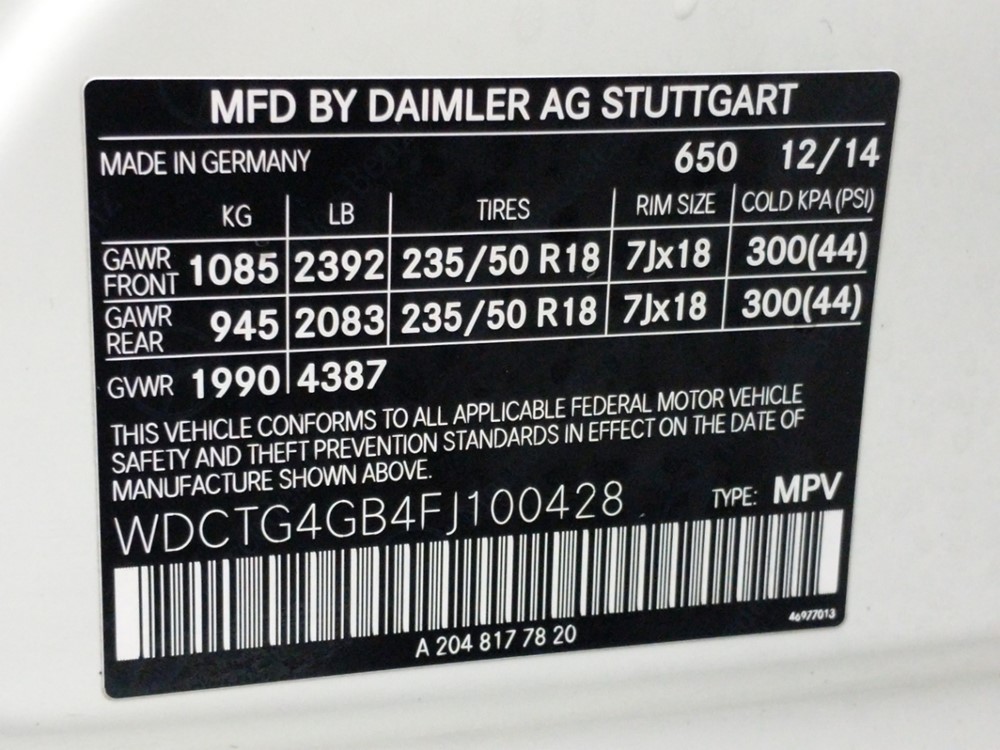 MFD BY DAIMLER AG STUTTGART
MADE IN GERMANY 650 12/14
KG LB TIRES RIM SIZE COLD KPA (PSI)
GAWR FRONT 1085 2392 235/50 R18 7Jx18 300(44)
GAWR REAR 945 2083 235/50 R18 7Jx18 300(44)
GVWR 1990 4387
THIS VEHICLE CONFORMS TO ALL APPLICABLE FEDERAL MOTOR VEHICLE
SAFETY AND THEFT PREVENTION STANDARDS IN EFFECT ON THE DATE OF
MANUFACTURE SHOWN ABOVE.
WDCTG4GB4FJ100428 TYPE: MPV
46977013
A 204 817 78 20